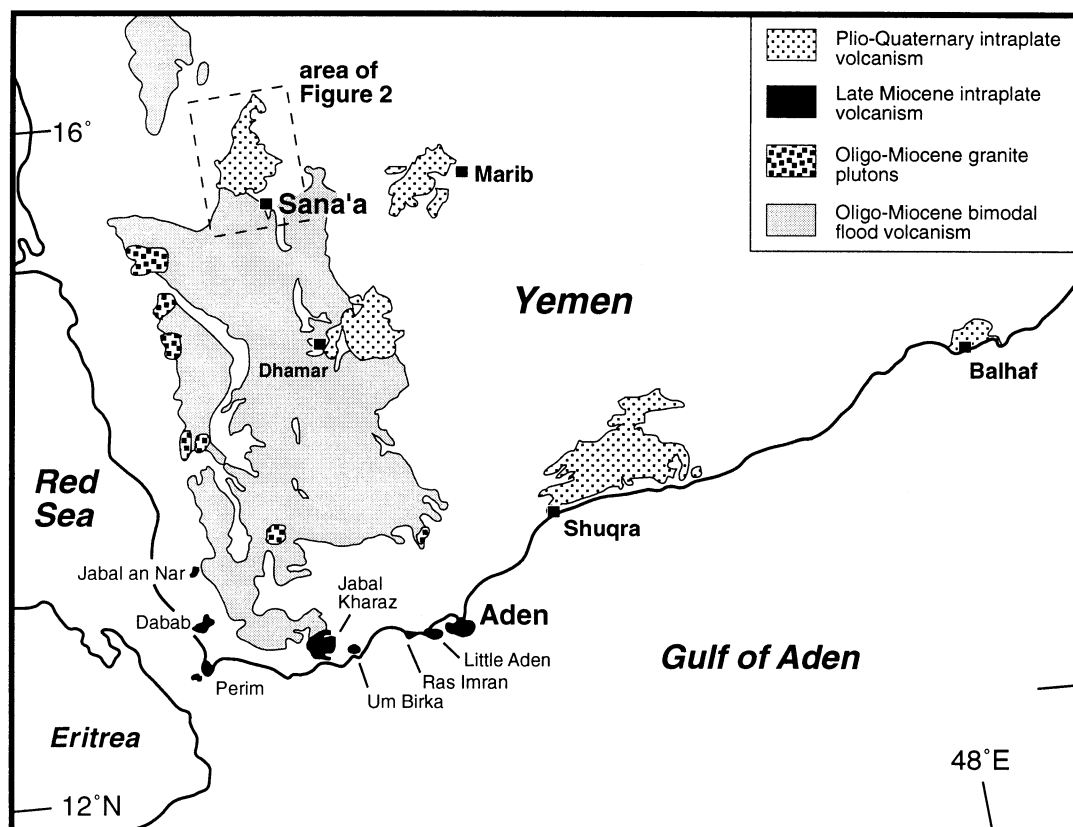 Plio-Quaternary intraplate
volcanism
Late Miocene intraplate
volcanism
Oligo-Miocene granite
plutons
Oligo-Miocene bimodal
flood volcanism
area of
Figure 2
16°
Marib
Sana'a
Yemen
Dhamar
Balhaf
Red
Sea
Shuqra
Jabal an Nar
Jabal
Kharaz
Dabab
Aden
Little Aden
Gulf of Aden
Ras Imran
Perim
Um Birka
Eritrea
48°E
12°N